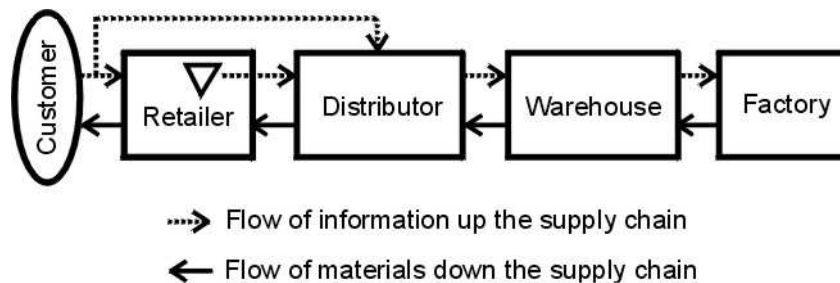 Customer
Retailer
Distributor
Warehouse
Factory
Flow of information up the supply chain
Flow of materials down the supply chain